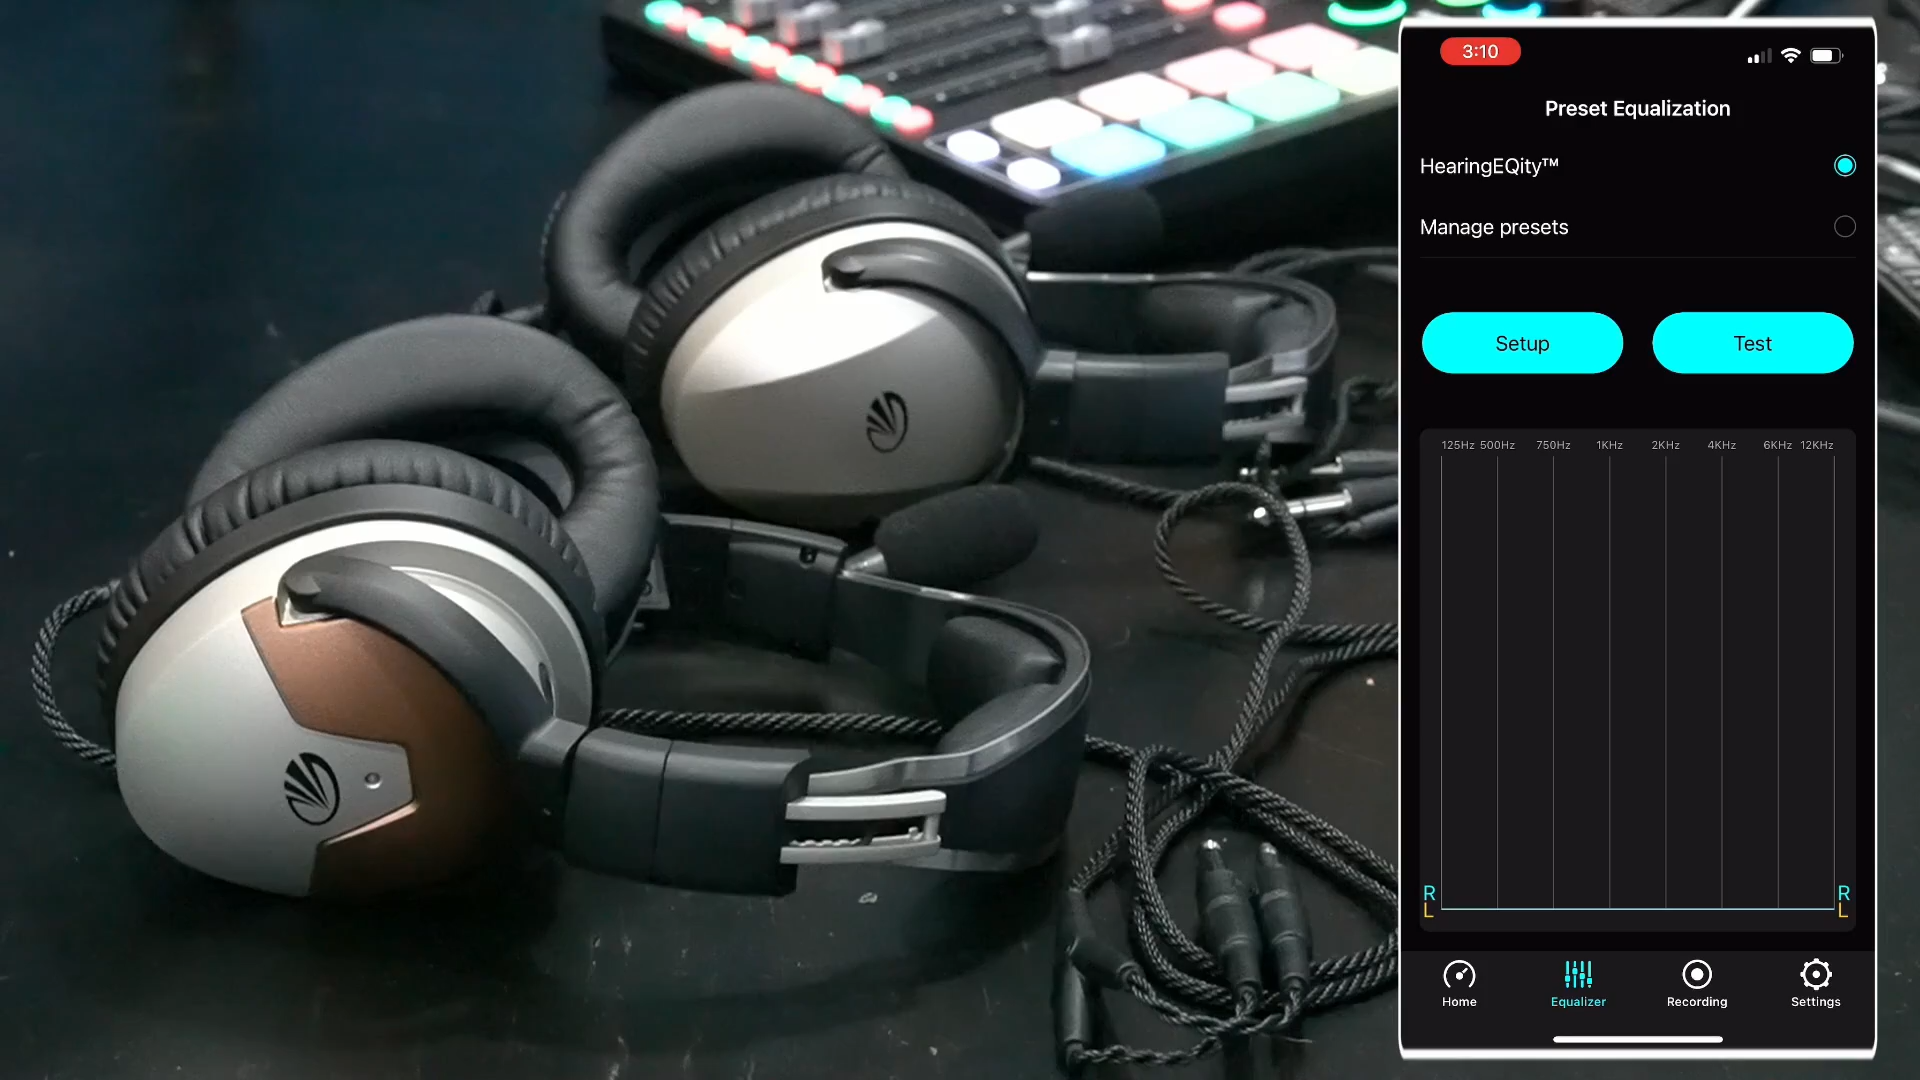 3:10
Preset Equalization
HearingEQity™
Manage presets
Setup Test
125Hz 500Hz 750Hz 1KHz 2KHz 4KHz 6KHz 12KHz
R R
L L
Home Equalizer Recording Settings